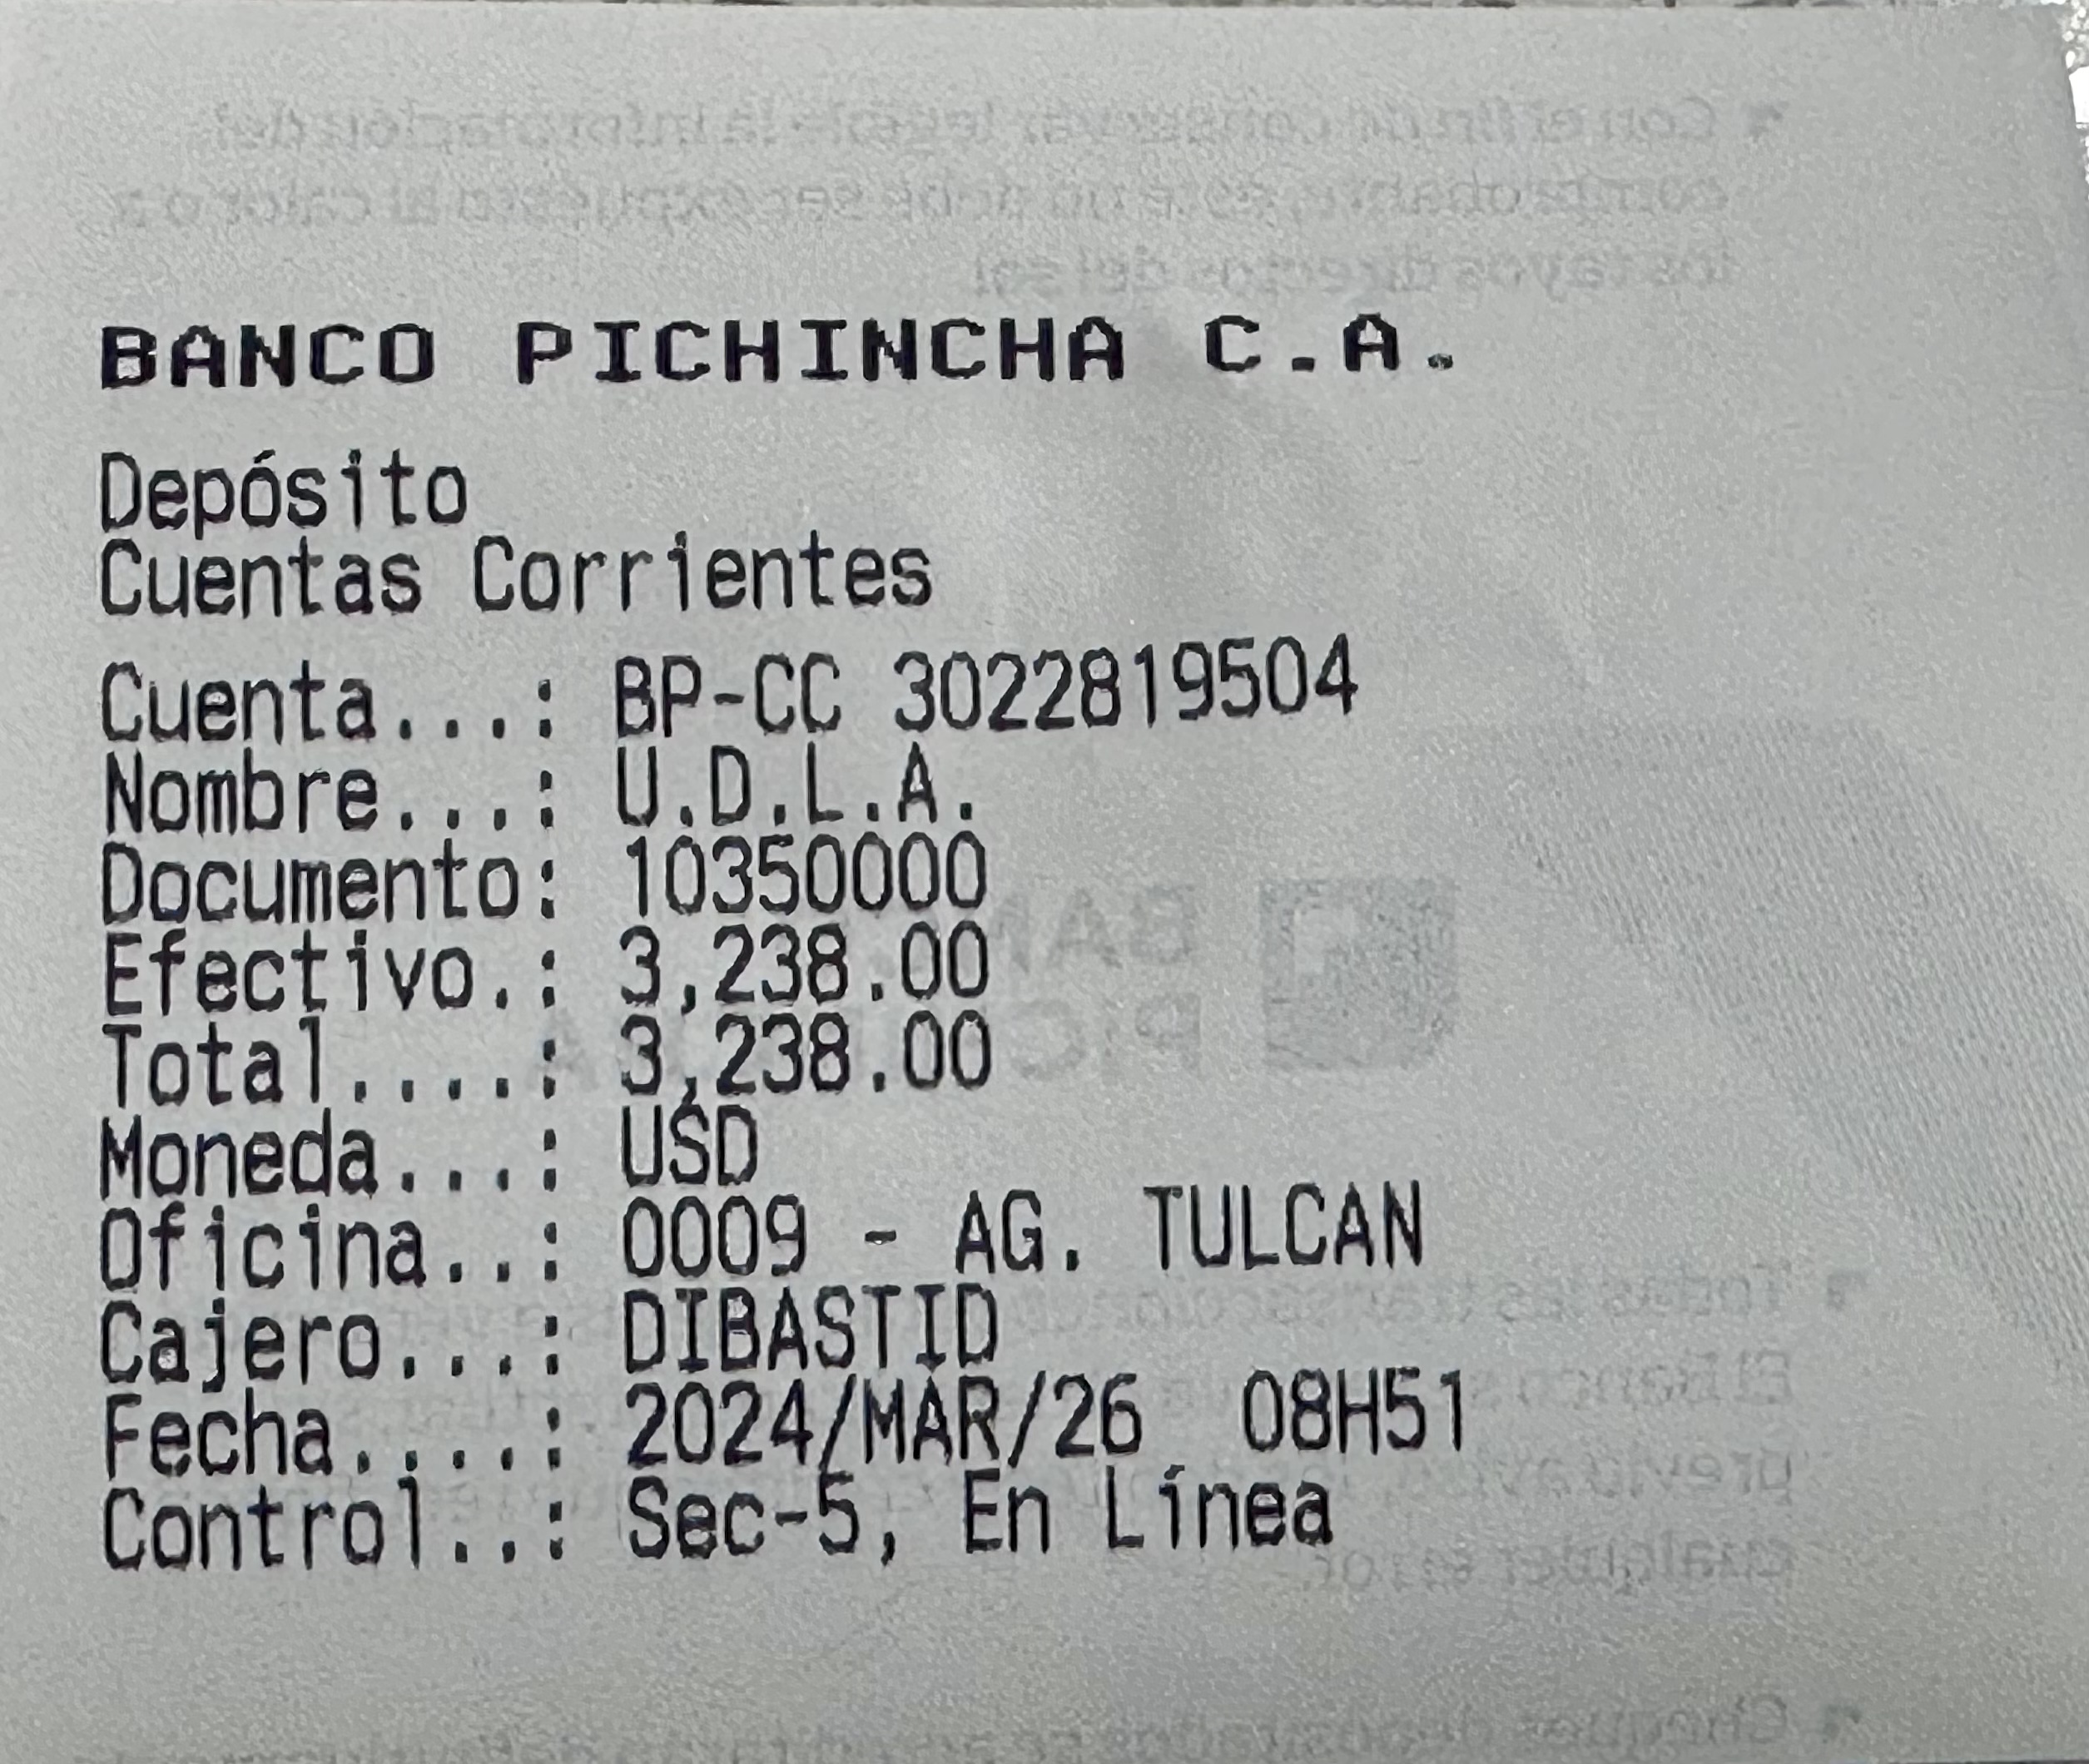 BANCO PICHINCHA C.A.
Depósito
Cuentas Corrientes
Cuenta...: BP-CC 3022819504
Nombre...: U.D.L.A.
Documento: 10350000
Efectivo.: 3,238.00
Total....: 3,238.00
Moneda...: USD
Oficina..: 0009 - AG. TULCAN
Cajero...: DIBASTID
Fecha....: 2024/MAR/26 08H51
Control..: Sec-5, En Línea